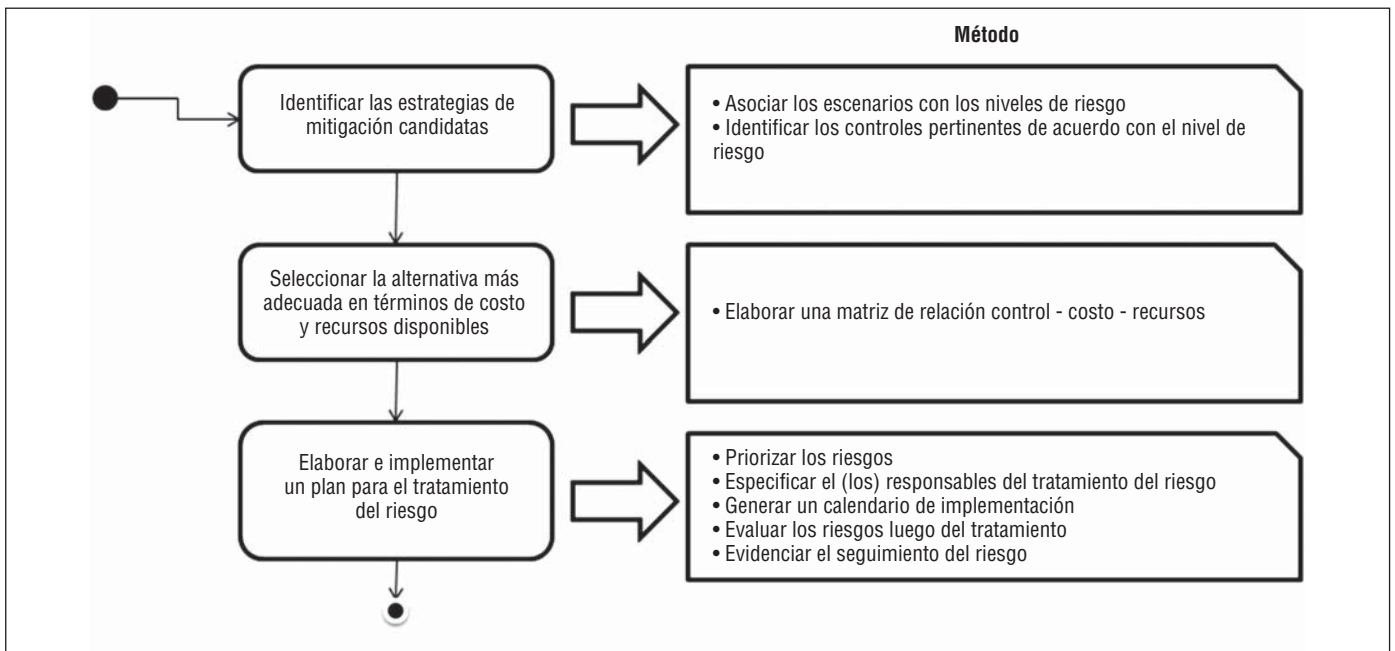 Método
Identificar las estrategias de
mitigación candidatas
• Asociar los escenarios con los niveles de riesgo
• Identificar los controles pertinentes de acuerdo con el nivel de
riesgo
Seleccionar la alternativa más
adecuada en términos de costo
y recursos disponibles
• Elaborar una matriz de relación control - costo - recursos
Elaborar e implementar
un plan para el tratamiento
del riesgo
• Priorizar los riesgos
• Especificar el (los) responsables del tratamiento del riesgo
• Generar un calendario de implementación
• Evaluar los riesgos luego del tratamiento
• Evidenciar el seguimiento del riesgo